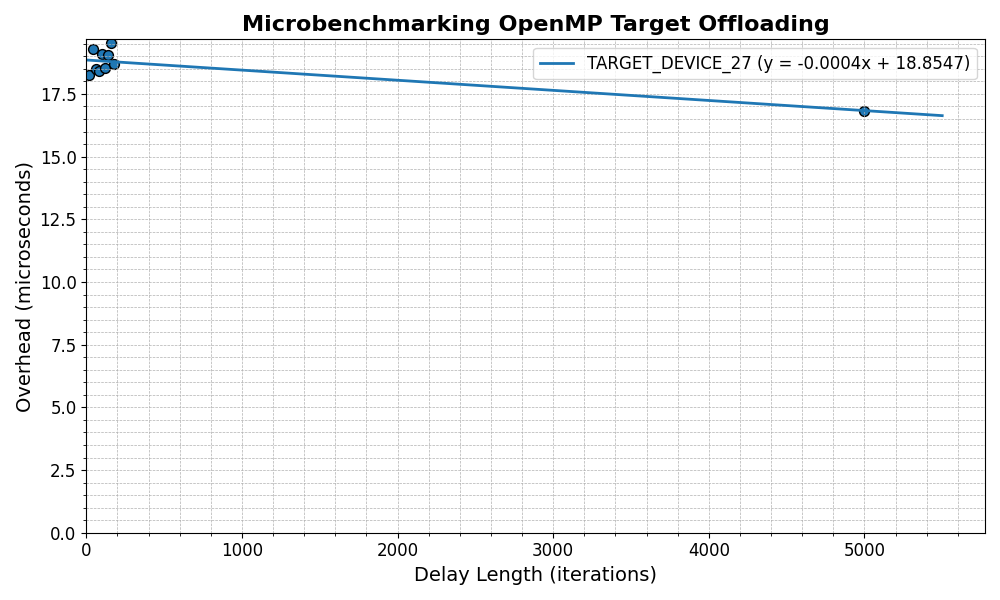 Microbenchmarking OpenMP Target Offloading
TARGET_DEVICE_27 (y = -0.0004x + 18.8547)
Overhead (microseconds)
17.5
15.0
12.5
10.0
7.5
5.0
2.5
0.0
0 1000 2000 3000 4000 5000
Delay Length (iterations)